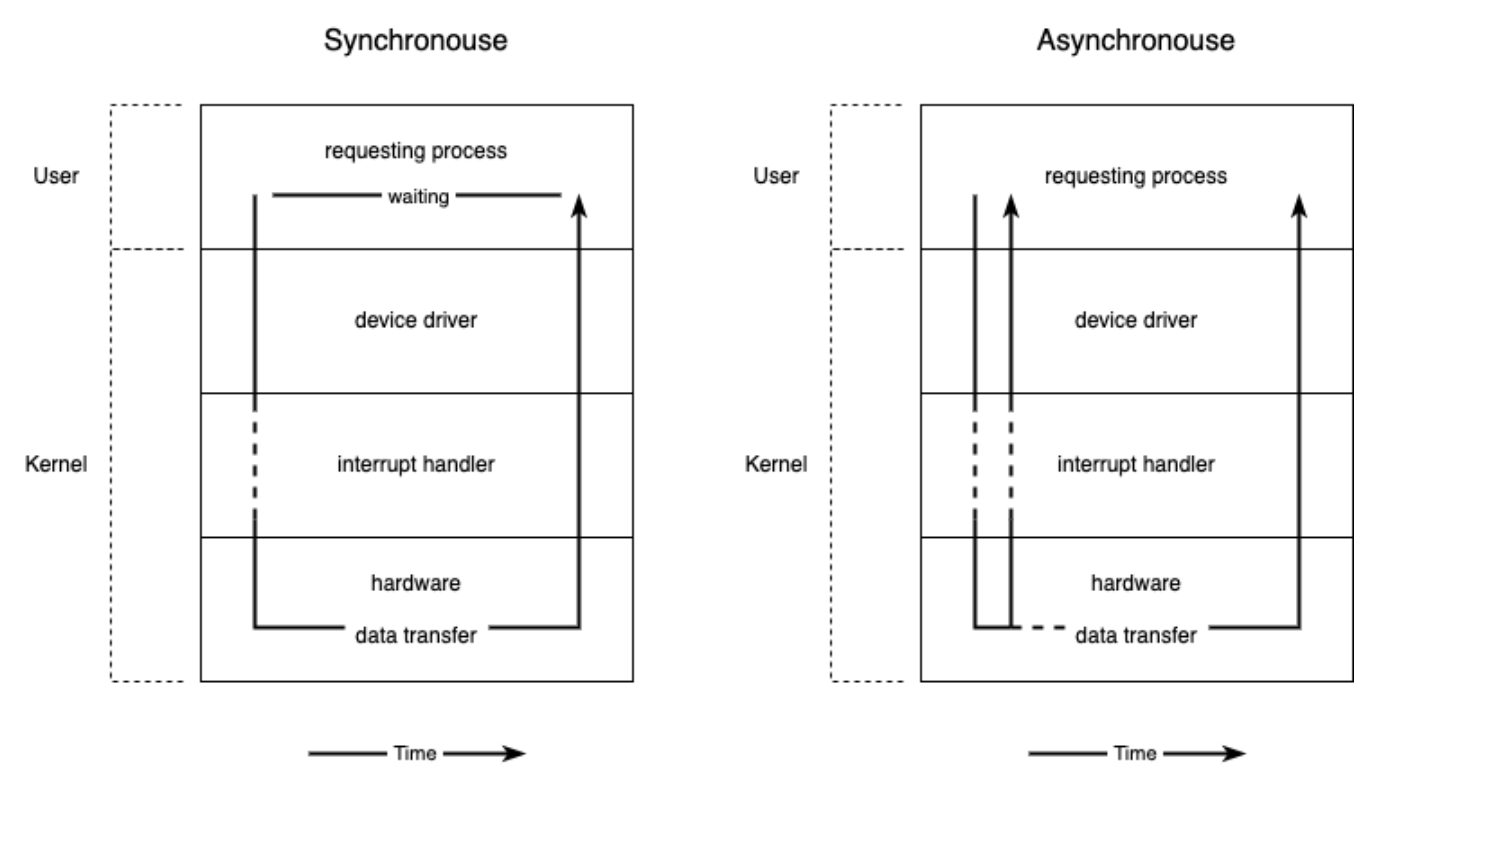 Synchronouse
User
requesting process
waiting
device driver
Kernel
interrupt handler
hardware
data transfer
Time
Asynchronouse
User
requesting process
device driver
Kernel
interrupt handler
hardware
data transfer
Time